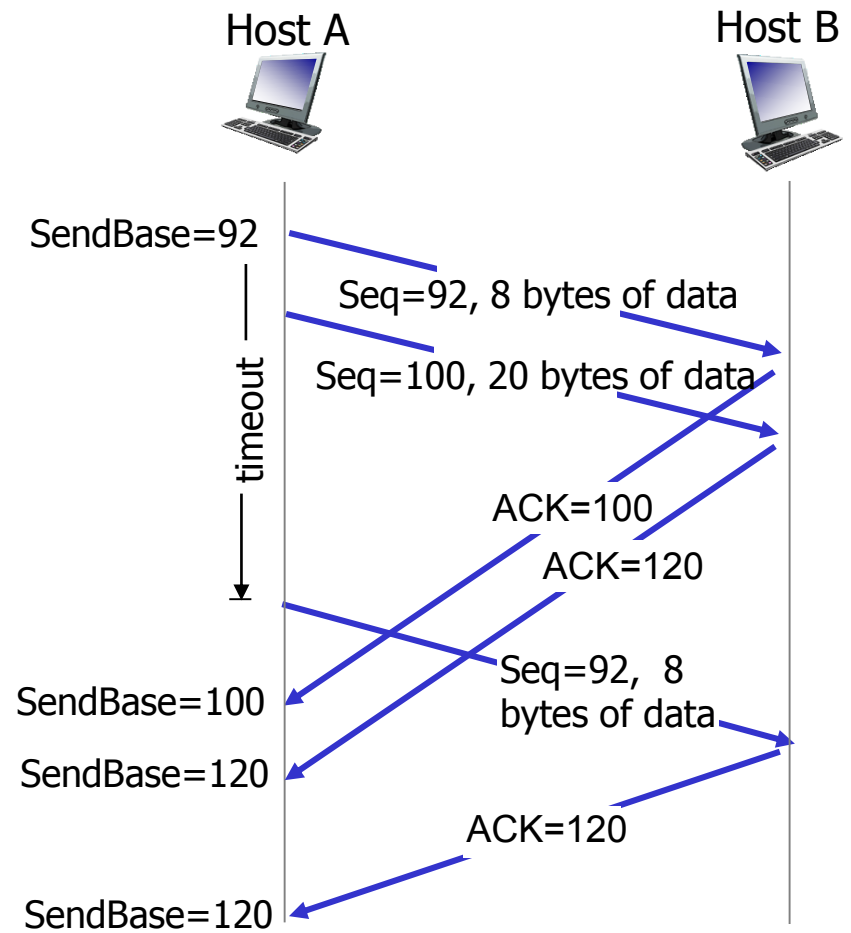 Host A
Host B
SendBase=92
Seq=92, 8 bytes of data
Seq=100, 20 bytes of data
timeout
ACK=100
ACK=120
Seq=92, 8
bytes of data
SendBase=100
SendBase=120
ACK=120
SendBase=120